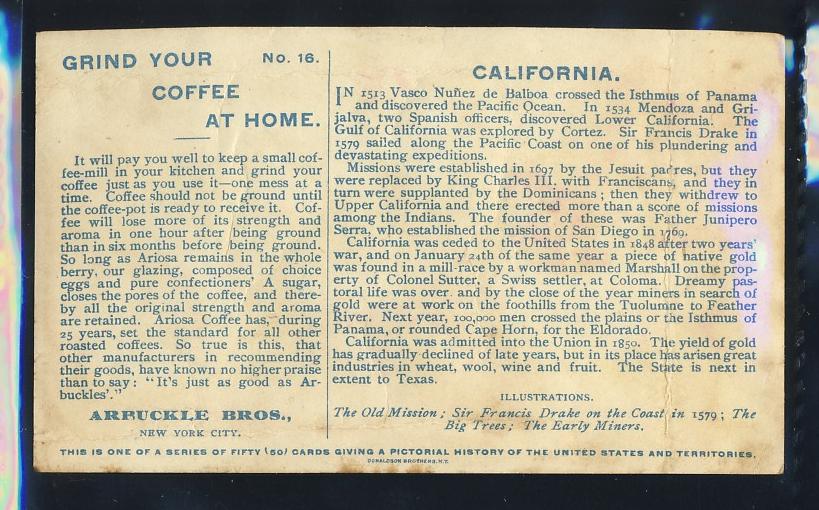 GRIND YOUR No. 16.
COFFEE
AT HOME.
It will pay you well to keep a small cof-
fee-mill in your kitchen and grind your
coffee just as you use it—one mess at a
time. Coffee should not be ground until
the coffee-pot is ready to receive it. Cof-
fee will lose more of its strength and
aroma in one hour after being ground
than in six months before being ground.
So long as Ariosa remains in the whole
berry, our glazing, composed of choice
eggs and pure confectioners' A sugar,
closes the pores of the coffee, and there-
by all the original strength and aroma
are retained. Ariosa Coffee has, during
25 years, set the standard for all other
roasted coffees. So true is this, that
other manufacturers in recommending
their goods, have known no higher praise
than to say: "It's just as good as Ar-
buckles'."
ARBUCKLE BROS.,
NEW YORK CITY.
CALIFORNIA.
IN 1513 Vasco Nuñez de Balboa crossed the Isthmus of Panama
and discovered the Pacific Ocean. In 1534 Mendoza and Gri-
jalva, two Spanish officers, discovered Lower California. The
Gulf of California was explored by Cortez. Sir Francis Drake in
1579 sailed along the Pacific Coast on one of his plundering and
devastating expeditions.
Missions were established in 1697 by the Jesuit padres, but they
were replaced by King Charles III. with Franciscans, and they in
turn were supplanted by the Dominicans; then they withdrew to
Upper California and there erected more than a score of missions
among the Indians. The founder of these was Father Junipero
Serra, who established the mission of San Diego in 1769.
California was ceded to the United States in 1848 after two years'
war, and on January 24th of the same year a piece of native gold
was found in a mill-race by a workman named Marshall on the prop-
erty of Colonel Sutter, a Swiss settler, at Coloma. Dreamy pas-
toral life was over, and by the close of the year miners in search of
gold were at work on the foothills from the Tuolumne to Feather
River. Next year, 100,000 men crossed the plains or the Isthmus of
Panama, or rounded Cape Horn, for the Eldorado.
California was admitted into the Union in 1850. The yield of gold
has gradually declined of late years, but in its place has arisen great
industries in wheat, wool, wine and fruit. The State is next in
extent to Texas.
ILLUSTRATIONS.
The Old Mission; Sir Francis Drake on the Coast in 1579; The
Big Trees; The Early Miners.
THIS IS ONE OF A SERIES OF FIFTY (50) CARDS GIVING A PICTORIAL HISTORY OF THE UNITED STATES AND TERRITORIES.
DONALDSON BROTHERS, N.Y.